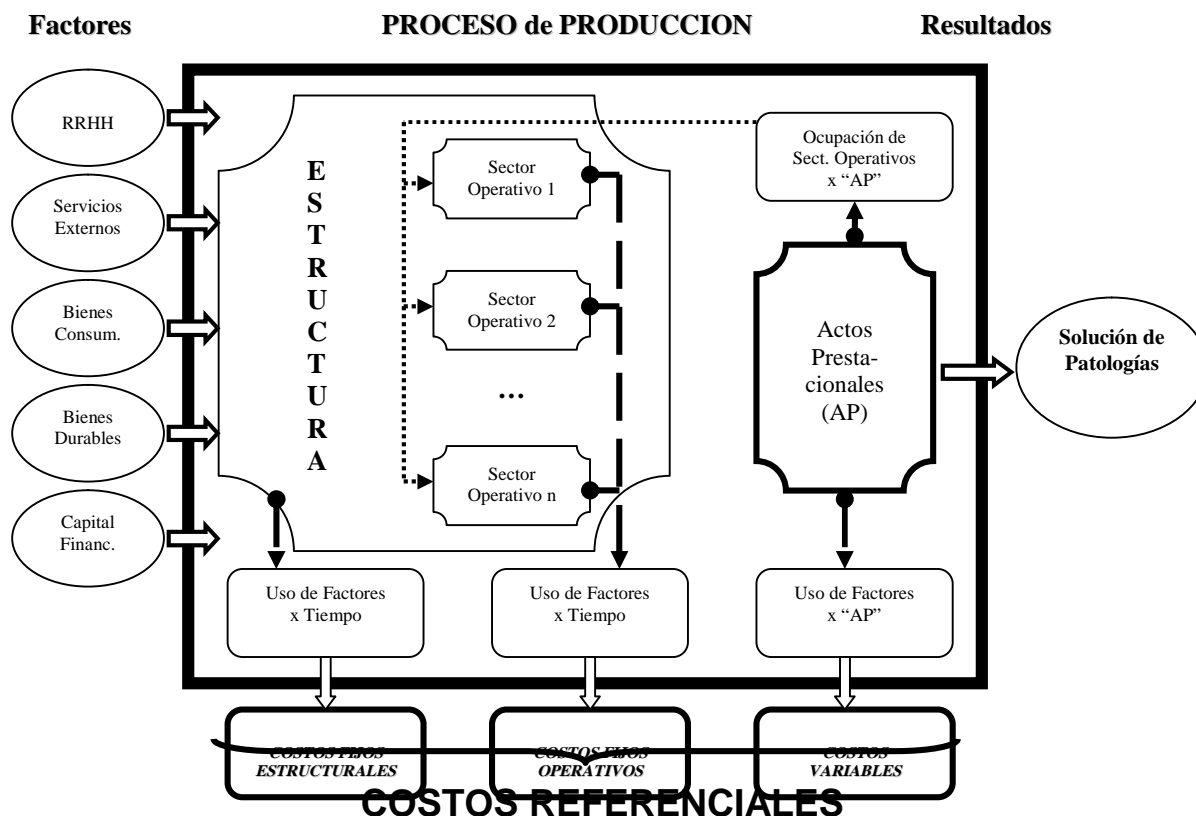 Factores
PROCESO de PRODUCCION
Resultados
RRHH
Servicios
Externos
Bienes
Consum.
Bienes
Durables
Capital
Financ.
E
S
T
R
U
C
T
U
R
A
Sector
Operativo 1
Sector
Operativo 2
...
Sector
Operativo n
Ocupación de
Sect. Operativos
x “AP”
Actos
Presta-
cionales
(AP)
Solución de
Patologías
Uso de Factores
x Tiempo
Uso de Factores
x Tiempo
Uso de Factores
x “AP”
COSTOS FIJOS
ESTRUCTURALES
COSTOS FIJOS
OPERATIVOS
COSTOS
VARIABLES
COSTOS REFERENCIALES